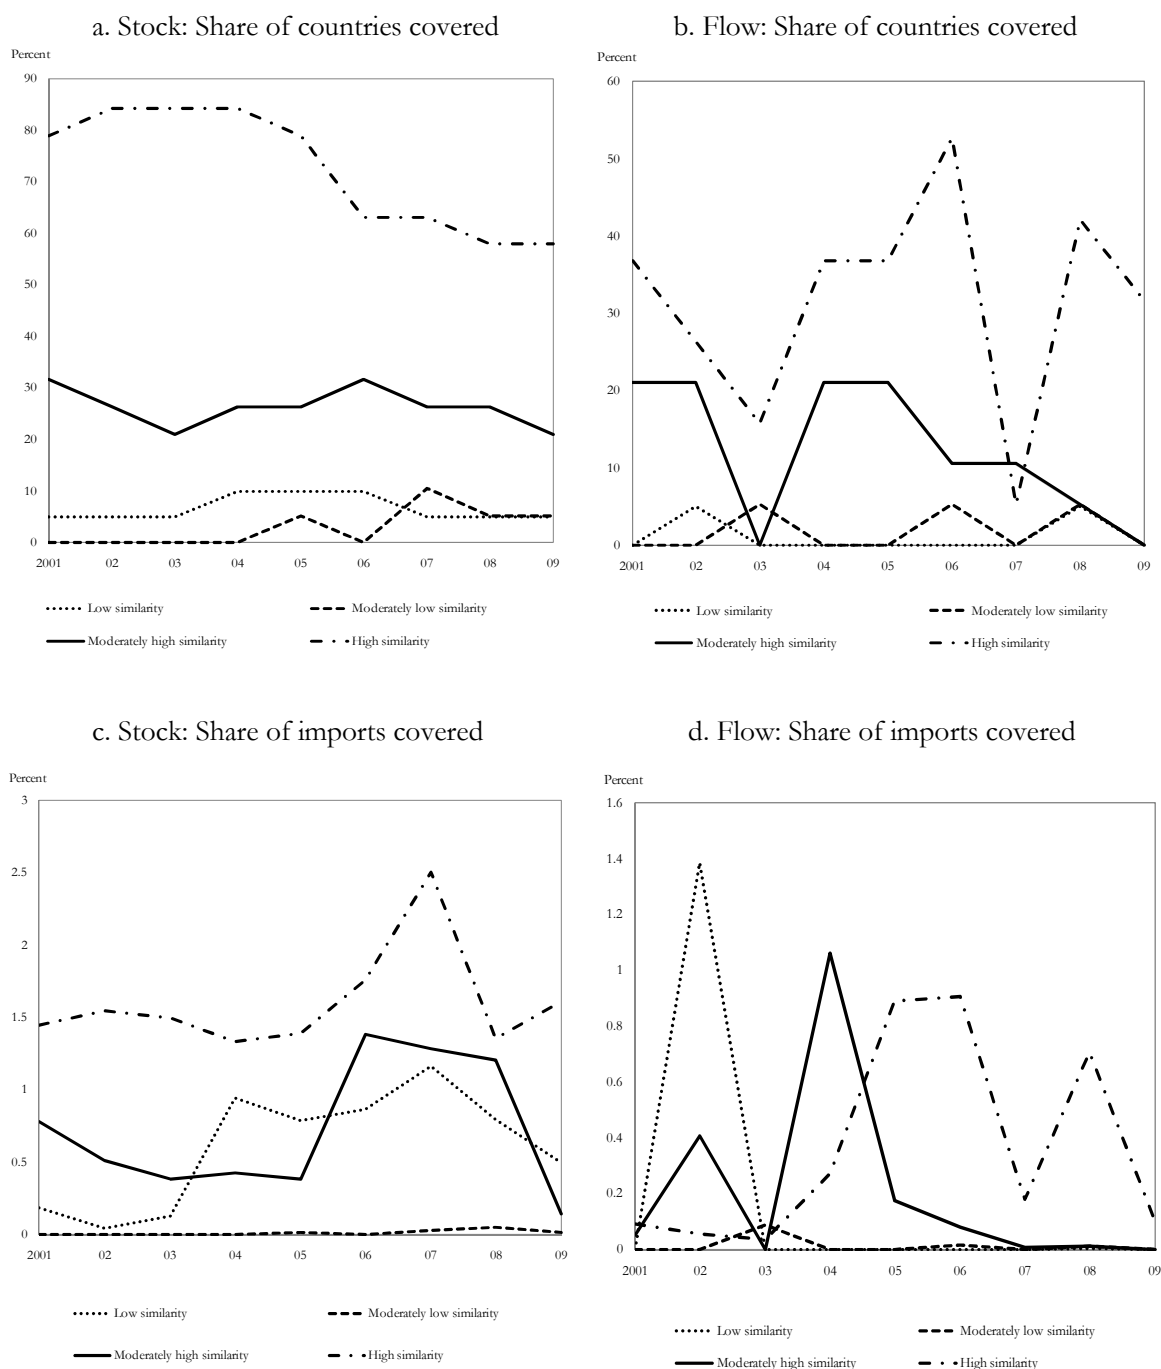 a. Stock: Share of countries covered
Percent
90
80
70
60
50
40
30
20
10
0
2001 02 03 04 05 06 07 08 09
Low similarity
Moderately low similarity
Moderately high similarity
High similarity
b. Flow: Share of countries covered
Percent
60
50
40
30
20
10
0
2001 02 03 04 05 06 07 08 09
Low similarity
Moderately low similarity
Moderately high similarity
High similarity
c. Stock: Share of imports covered
Percent
3
2.5
2
1.5
1
0.5
0
2001 02 03 04 05 06 07 08 09
Low similarity
Moderately low similarity
Moderately high similarity
High similarity
d. Flow: Share of imports covered
Percent
1.6
1.4
1.2
1
0.8
0.6
0.4
0.2
0
2001 02 03 04 05 06 07 08 09
Low similarity
Moderately low similarity
Moderately high similarity
High similarity